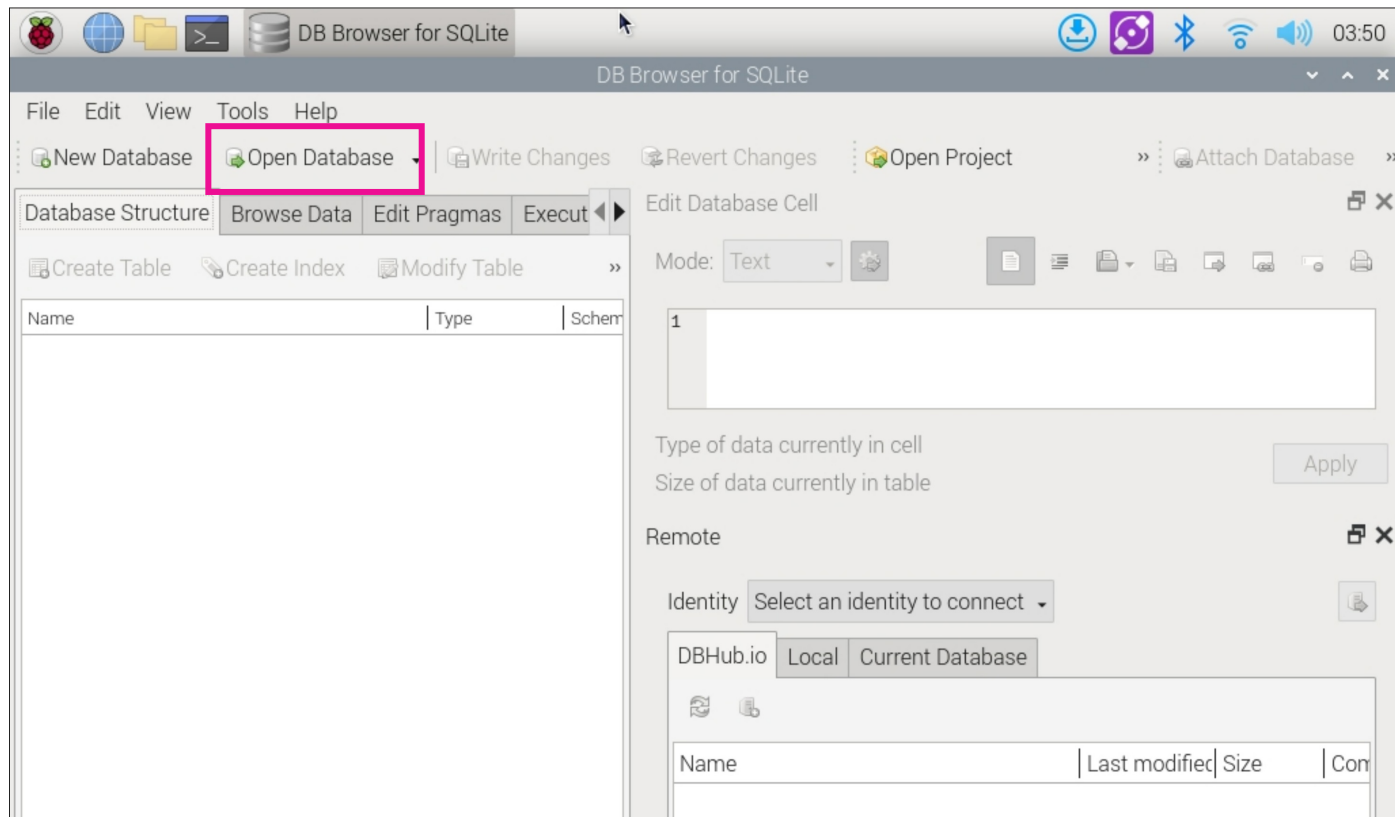 DB Browser for SQLite 03:50
DB Browser for SQLite
File Edit View Tools Help
New Database Open Database Write Changes Revert Changes Open Project » Attach Database »
Database Structure Browse Data Edit Pragmas Execut
Create Table Create Index Modify Table »
Name Type Schem
Edit Database Cell
Mode: Text
1
Type of data currently in cell
Size of data currently in table
Apply
Remote
Identity Select an identity to connect
DBHub.io Local Current Database
Name Last modified Size Com